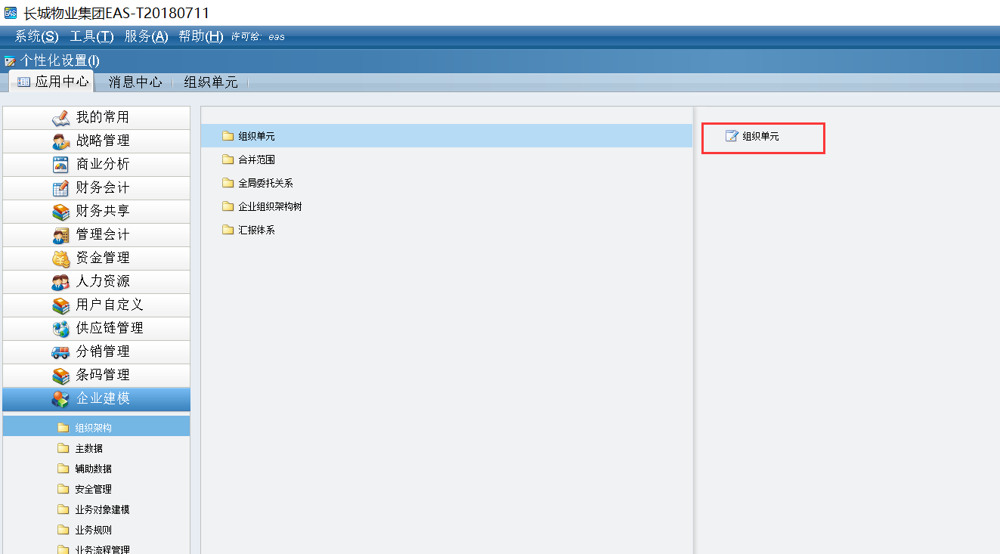 长城物业集团EAS-T20180711
系统(S) 工具(T) 服务(A) 帮助(H) 许可给: eas
个性化设置(I)
应用中心 消息中心 组织单元
我的常用
战略管理
商业分析
财务会计
财务共享
管理会计
资金管理
人力资源
用户自定义
供应链管理
分销管理
条码管理
企业建模
组织架构
主数据
辅助数据
安全管理
业务对象建模
业务规则
业务流程管理
组织单元
合并范围
全局委托关系
企业组织架构树
汇报体系
组织单元